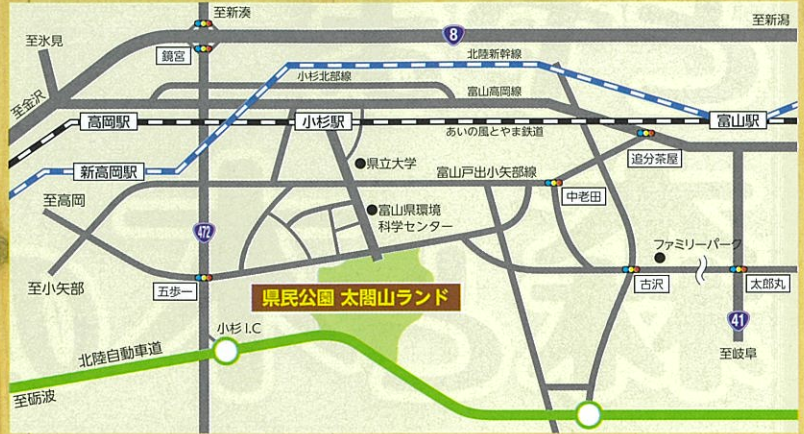 至新湊
至新潟
8
至氷見
鏡宮
北陸新幹線
小杉北部線
至金沢
富山高岡線
高岡駅
小杉駅
富山駅
あいの風とやま鉄道
追分茶屋
新高岡駅
県立大学
富山戸出小矢部線
至高岡
中老田
富山県環境
科学センター
472
ファミリーパーク
至小矢部
五歩一
古沢
太郎丸
県民公園 太閤山ランド
小杉I.C
41
北陸自動車道
至岐阜
至砺波